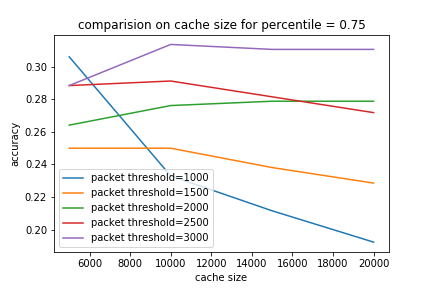 comparision on cache size for percentile = 0.75
accuracy
0.30
0.28
0.26
0.24
0.22
0.20
packet threshold=1000
packet threshold=1500
packet threshold=2000
packet threshold=2500
packet threshold=3000
6000 8000 10000 12000 14000 16000 18000 20000
cache size